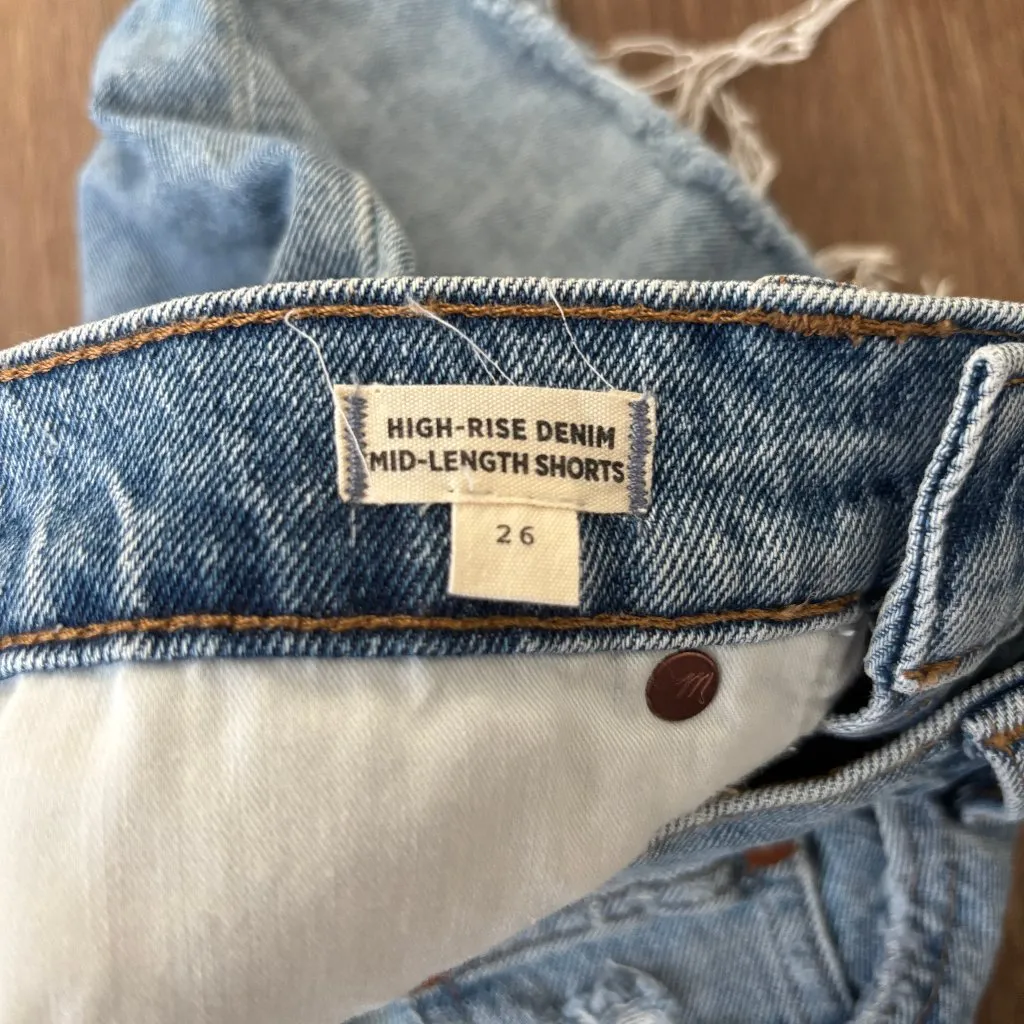 HIGH-RISE DENIM
MID-LENGTH SHORTS
26
m